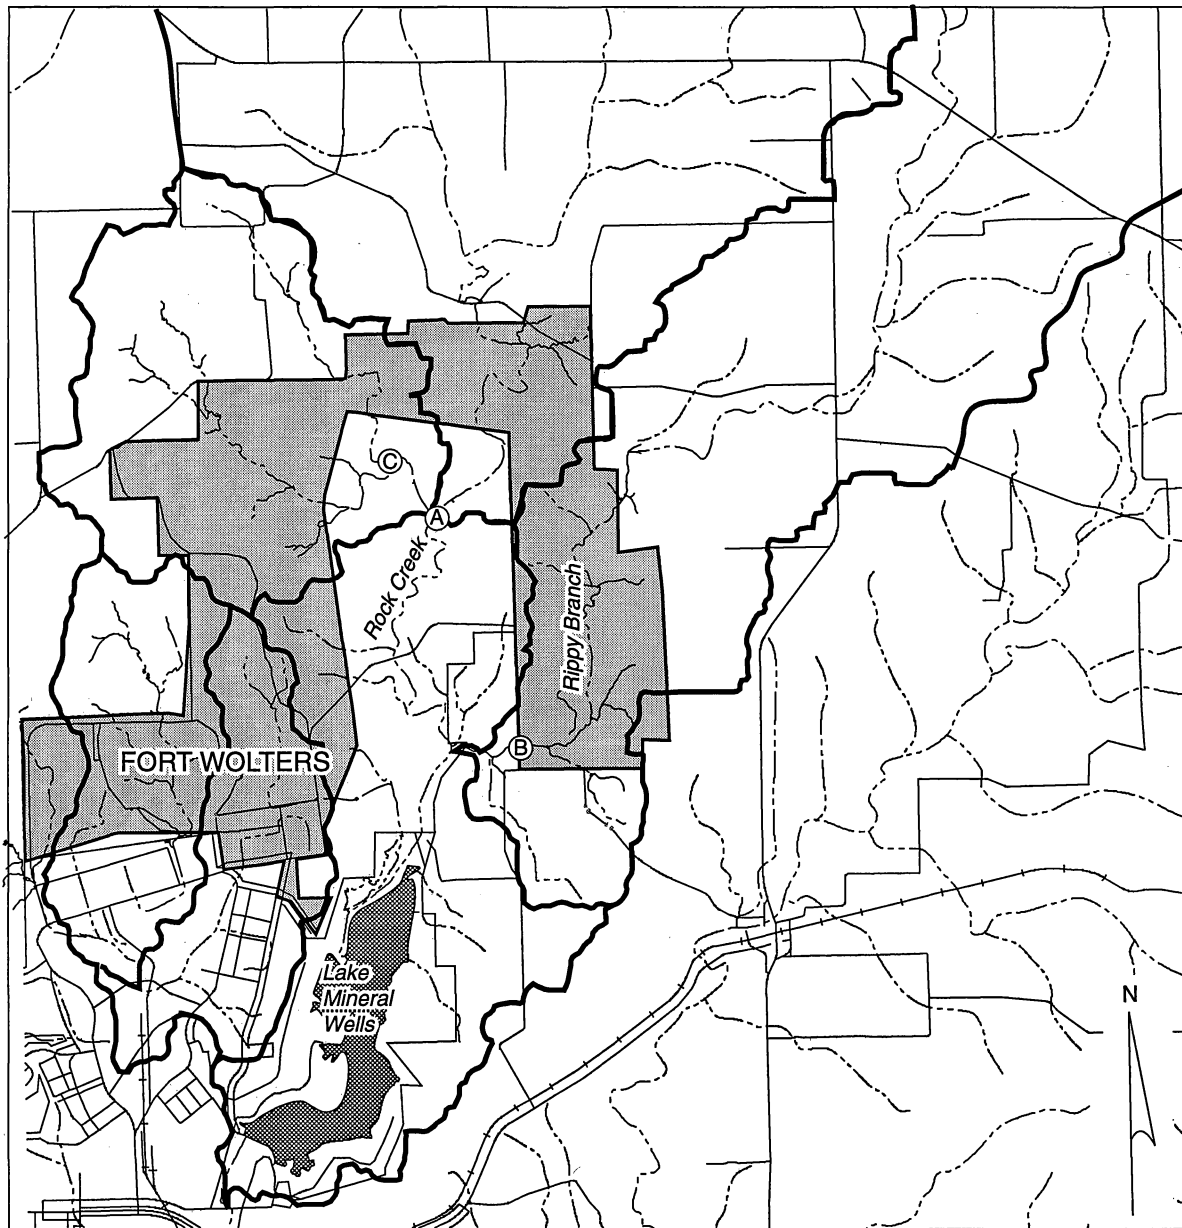 C
A
Rock Creek
Rippy Branch
B
FORT WOLTERS
Lake
Mineral
Wells
N